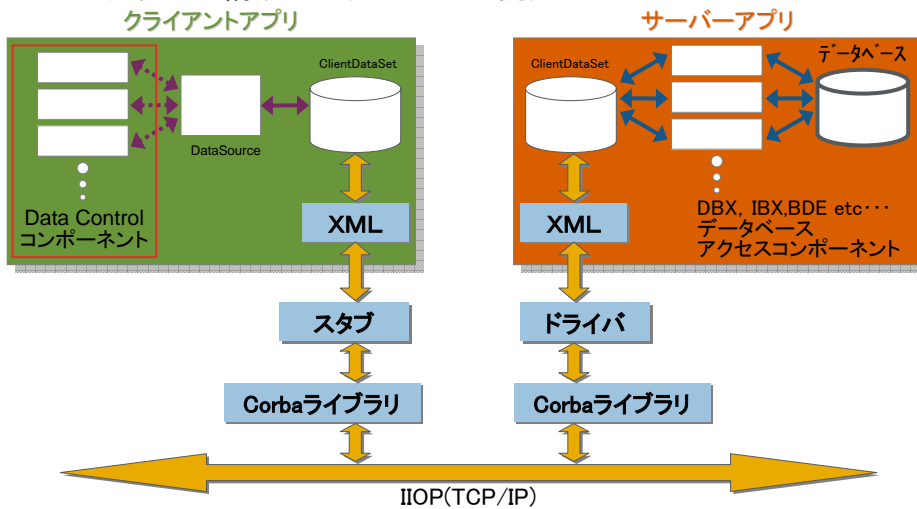 クライアントアプリ
ClientDataSet
DataSource
Data Control
コンポーネント
XML
スタブ
Corbaライブラリ
サーバーアプリ
ClientDataSet
データベース
DBX, IBX,BDE etc・・・
データベース
アクセスコンポーネント
XML
ドライバ
Corbaライブラリ
IIOP(TCP/IP)